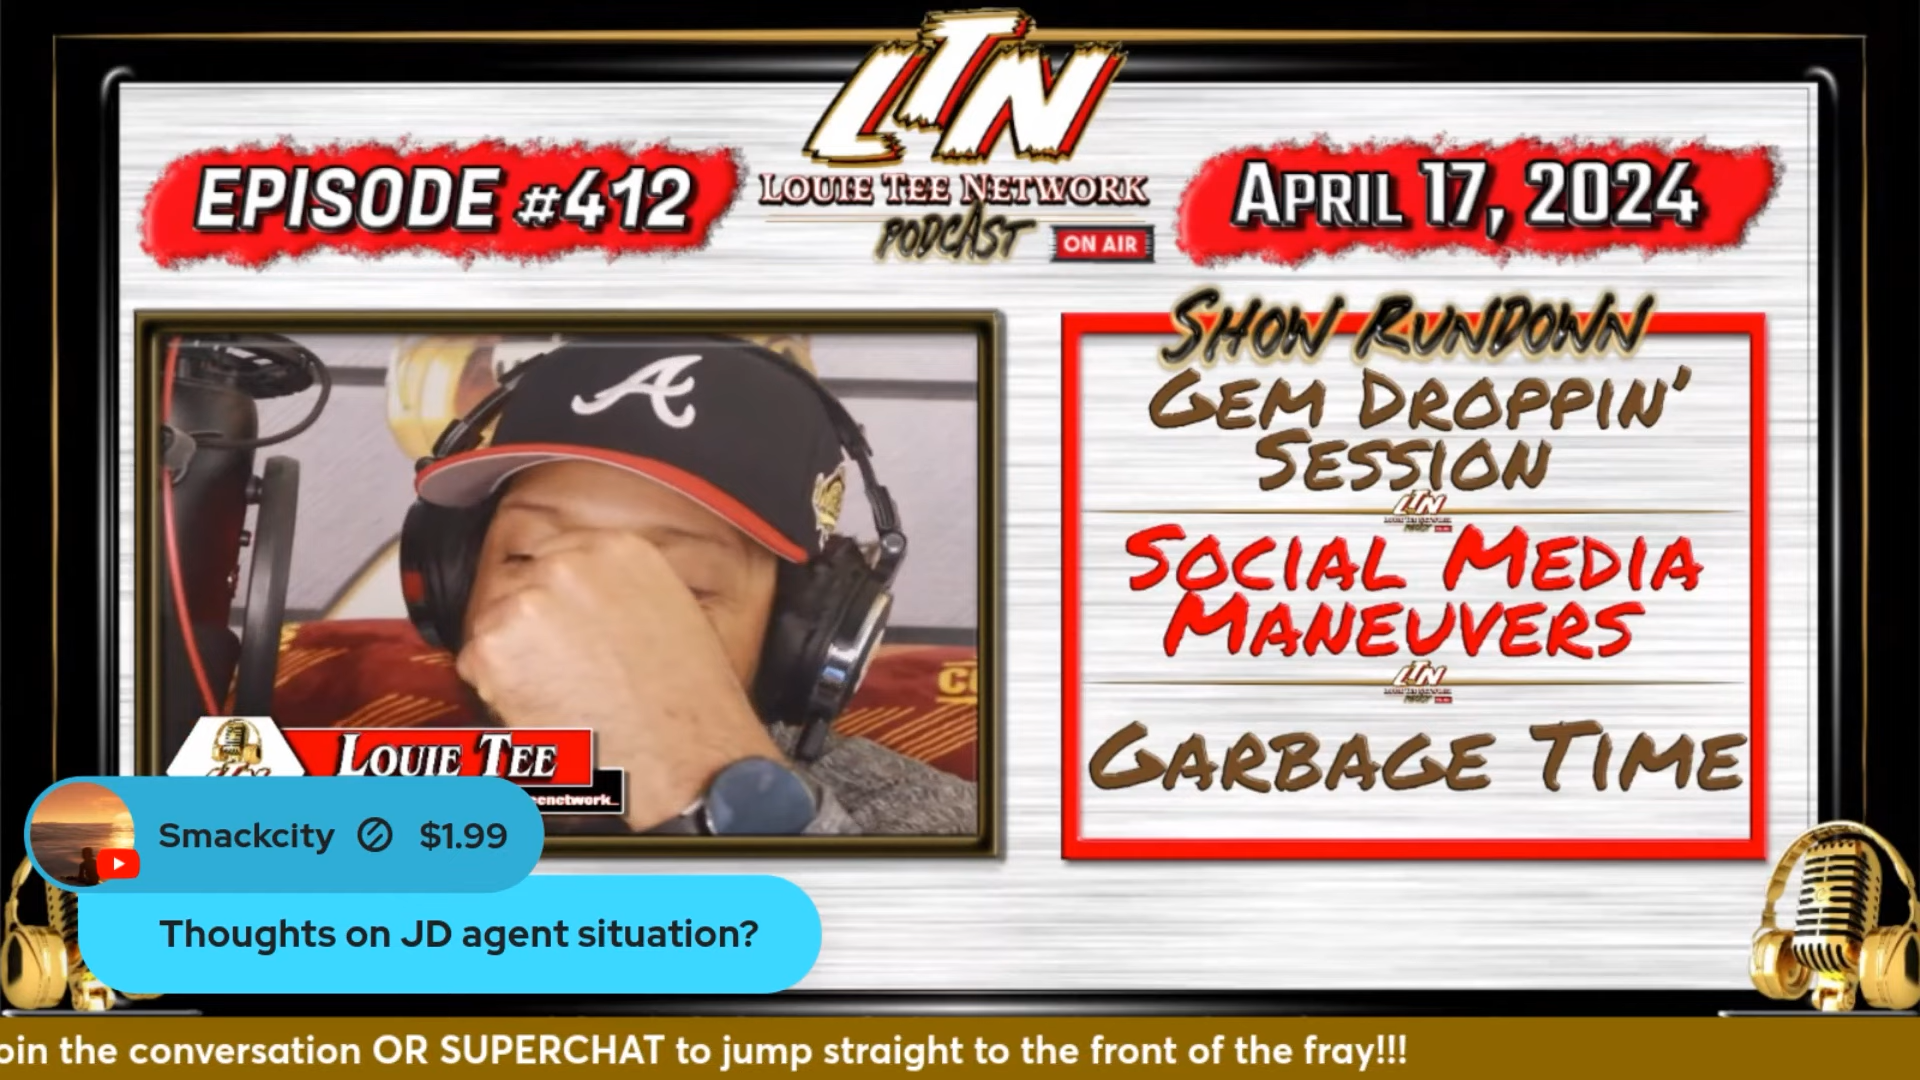 LTN
LOUIE TEE NETWORK
PODCAST
ON AIR
EPISODE #412
APRIL 17, 2024
SHOW RUNDOWN
GEM DROPPIN'
SESSION
SOCIAL MEDIA
MANEUVERS
GARBAGE TIME
A
LOUIE TEE
eenetwork...
Smackcity $1.99
Thoughts on JD agent situation?
oin the conversation OR SUPERCHAT to jump straight to the front of the fray!!!